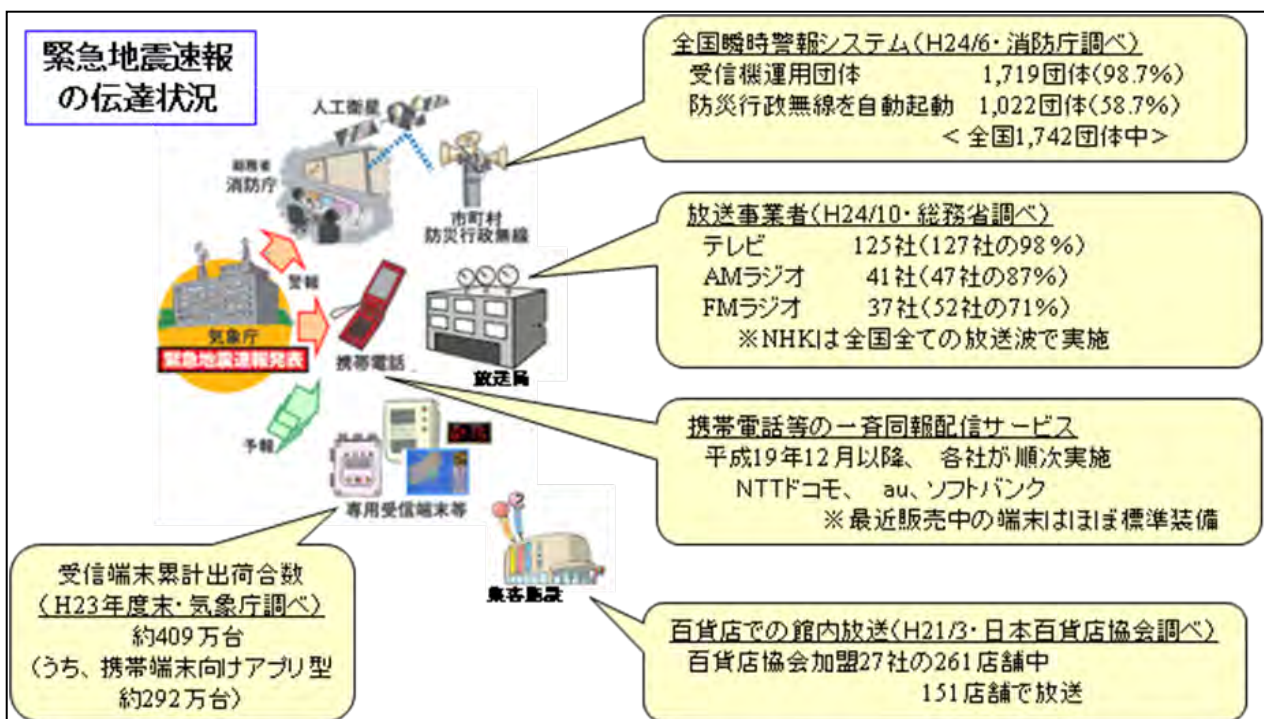 緊急地震速報
の伝達状況
人工衛星
総務省
消防庁
市町村
防災行政無線
警報
気象庁
緊急地震速報発表
携帯電話
放送局
予報
専用受信端末等
集客施設
全国瞬時警報システム(H24/6・消防庁調べ)
受信機運用団体 1,719団体(98.7%)
防災行政無線を自動起動 1,022団体(58.7%)
<全国1,742団体中>
放送事業者(H24/10・総務省調べ)
テレビ 125社(127社の98%)
AMラジオ 41社(47社の87%)
FMラジオ 37社(52社の71%)
※NHKは全国全ての放送波で実施
携帯電話等の一斉同報配信サービス
平成19年12月以降、 各社が順次実施
NTTドコモ、 au、ソフトバンク
※最近販売中の端末はほぼ標準装備
受信端末累計出荷台数
(H23年度末・気象庁調べ)
約409万台
(うち、携帯端末向けアプリ型
約292万台)
百貨店での館内放送(H21/3・日本百貨店協会調べ)
百貨店協会加盟27社の261店舗中
151店舗で放送